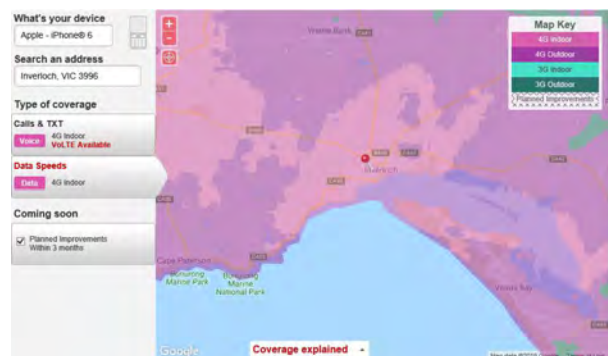 What's your device
Apple - iPhone® 6
Search an address
Inverloch, VIC 3996
Type of coverage
Calls & TXT
Voice
4G Indoor
VoLTE Available
Data Speeds
Data
4G Indoor
Coming soon
Planned Improvements
Within 3 months
+
-
Map Key
4G Indoor
4G Outdoor
3G Indoor
3G Outdoor
Planned Improvements
Inverloch
Cape Paterson
Bunurong
Marine Park
Bunurong
Marine
National Park
Venus Bay
Google
Coverage explained